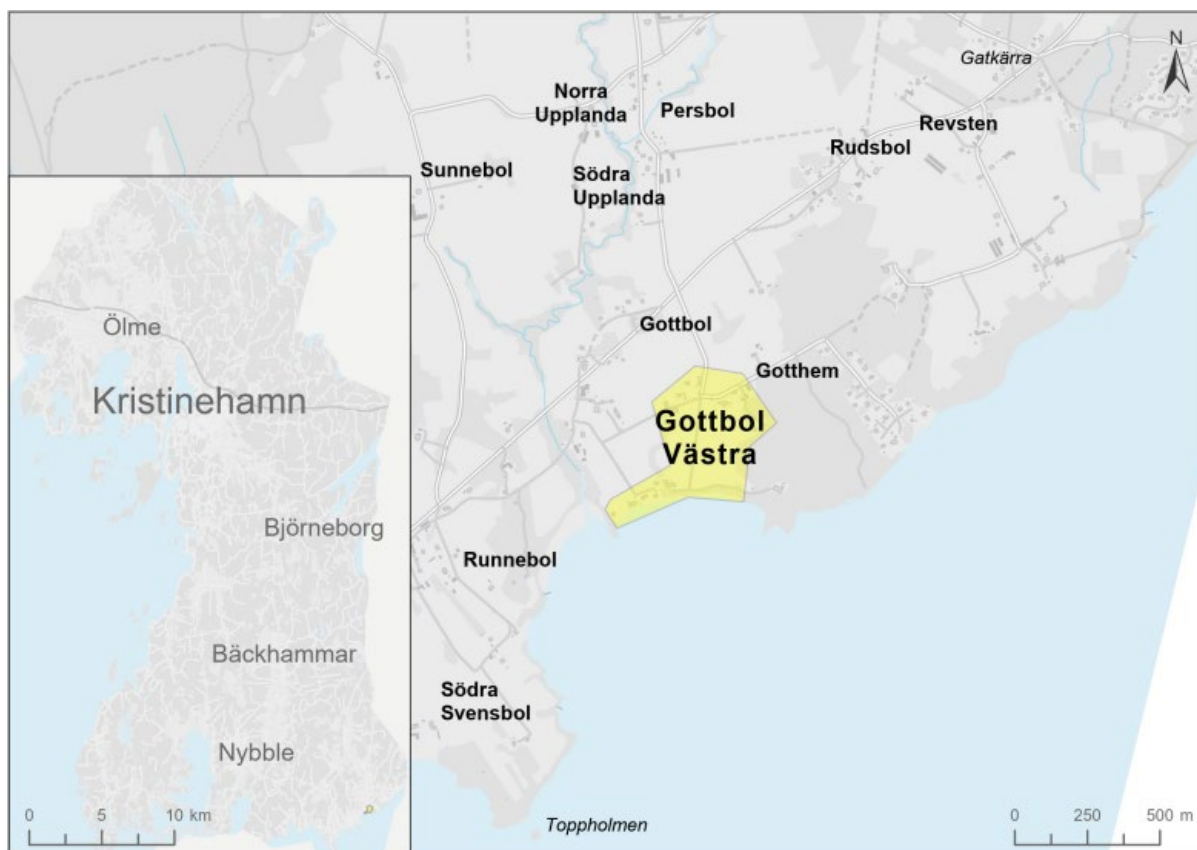 N
Gatkärra
Norra
Upplanda
Persbol
Revsten
Rudsbol
Sunnebol
Södra
Upplanda
Gottbol
Gotthem
Gottbol
Västra
Runnebol
Södra
Svensbol
Toppholmen
0 250 500 m
Ölme
Kristinehamn
Björneborg
Bäckhammar
Nybble
0 5 10 km